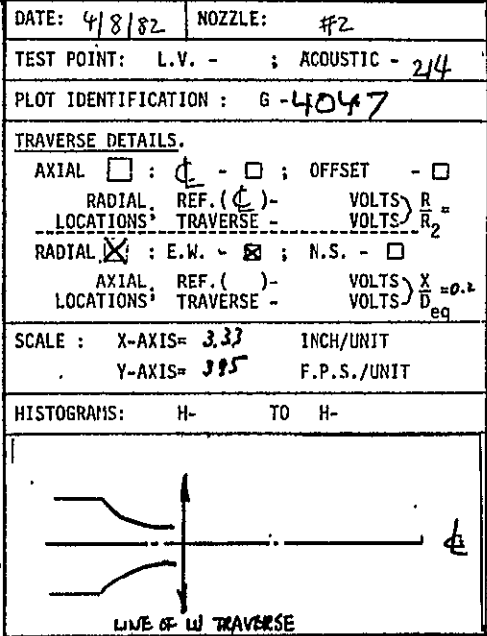 DATE: 4/8/82 NOZZLE: #2
TEST POINT: L.V. - ; ACOUSTIC - 214
PLOT IDENTIFICATION : G - 4047
TRAVERSE DETAILS.
AXIAL ☐ : ℄ - ☐ ; OFFSET - ☐
RADIAL LOCATIONS: REF.(℄)- VOLTS R/R2 =
TRAVERSE - VOLTS
RADIAL ☒ : E.W. - ☒ ; N.S. - ☐
AXIAL LOCATIONS: REF.( )- VOLTS X/Deq =0.2
TRAVERSE - VOLTS
SCALE : X-AXIS= 3.33 INCH/UNIT
Y-AXIS= 395 F.P.S./UNIT
HISTOGRAMS: H- TO H-
℄
LINE OF LV TRAVERSE